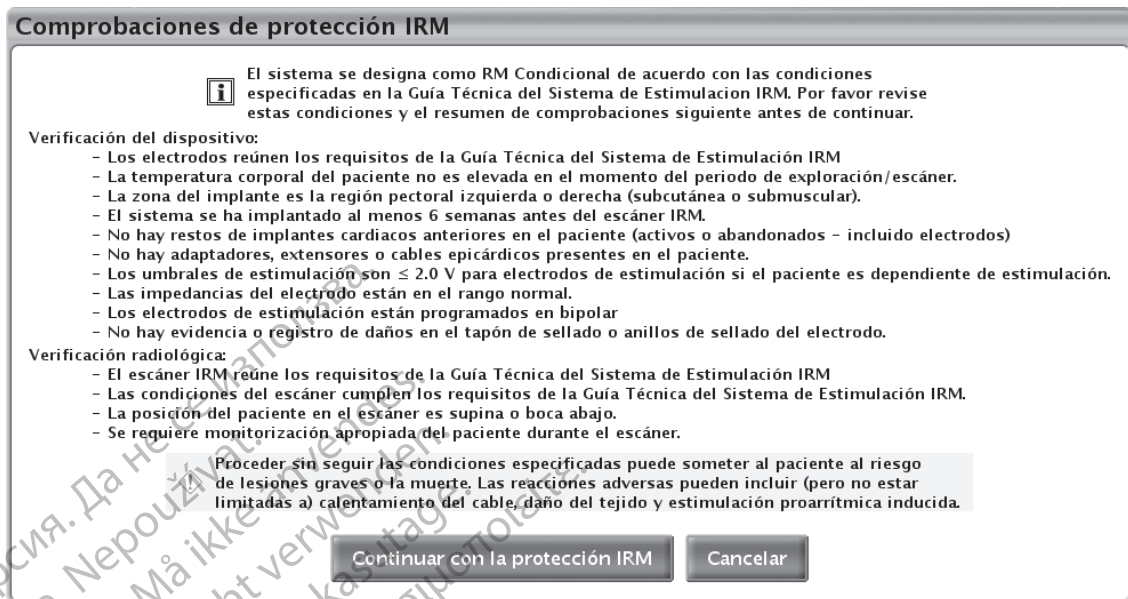 Comprobaciones de protección IRM
El sistema se designa como RM Condicional de acuerdo con las condiciones
especificadas en la Guía Técnica del Sistema de Estimulacion IRM. Por favor revise
estas condiciones y el resumen de comprobaciones siguiente antes de continuar.
Verificación del dispositivo:
- Los electrodos reúnen los requisitos de la Guía Técnica del Sistema de Estimulación IRM
- La temperatura corporal del paciente no es elevada en el momento del periodo de exploración/escáner.
- La zona del implante es la región pectoral izquierda o derecha (subcutánea o submuscular).
- El sistema se ha implantado al menos 6 semanas antes del escáner IRM.
- No hay restos de implantes cardiacos anteriores en el paciente (activos o abandonados - incluido electrodos)
- No hay adaptadores, extensores o cables epicárdicos presentes en el paciente.
- Los umbrales de estimulación son ≤ 2.0 V para electrodos de estimulación si el paciente es dependiente de estimulación.
- Las impedancias del electrodo están en el rango normal.
- Los electrodos de estimulación están programados en bipolar
- No hay evidencia o registro de daños en el tapón de sellado o anillos de sellado del electrodo.
Verificación radiológica:
- El escáner IRM reúne los requisitos de la Guía Técnica del Sistema de Estimulación IRM
- Las condiciones del escáner cumplen los requisitos de la Guía Técnica del Sistema de Estimulación IRM.
- La posición del paciente en el escáner es supina o boca abajo.
- Se requiere monitorización apropiada del paciente durante el escáner.
Proceder sin seguir las condiciones especificadas puede someter al paciente al riesgo
de lesiones graves o la muerte. Las reacciones adversas pueden incluir (pero no estar
limitadas a) calentamiento del cable, daño del tejido y estimulación proarrítmica inducida.
Continuar con la protección IRM
Cancelar
Да не се използва.
Nepoužívat.
Må ikke anvendes.
verwenden.
kasutage.